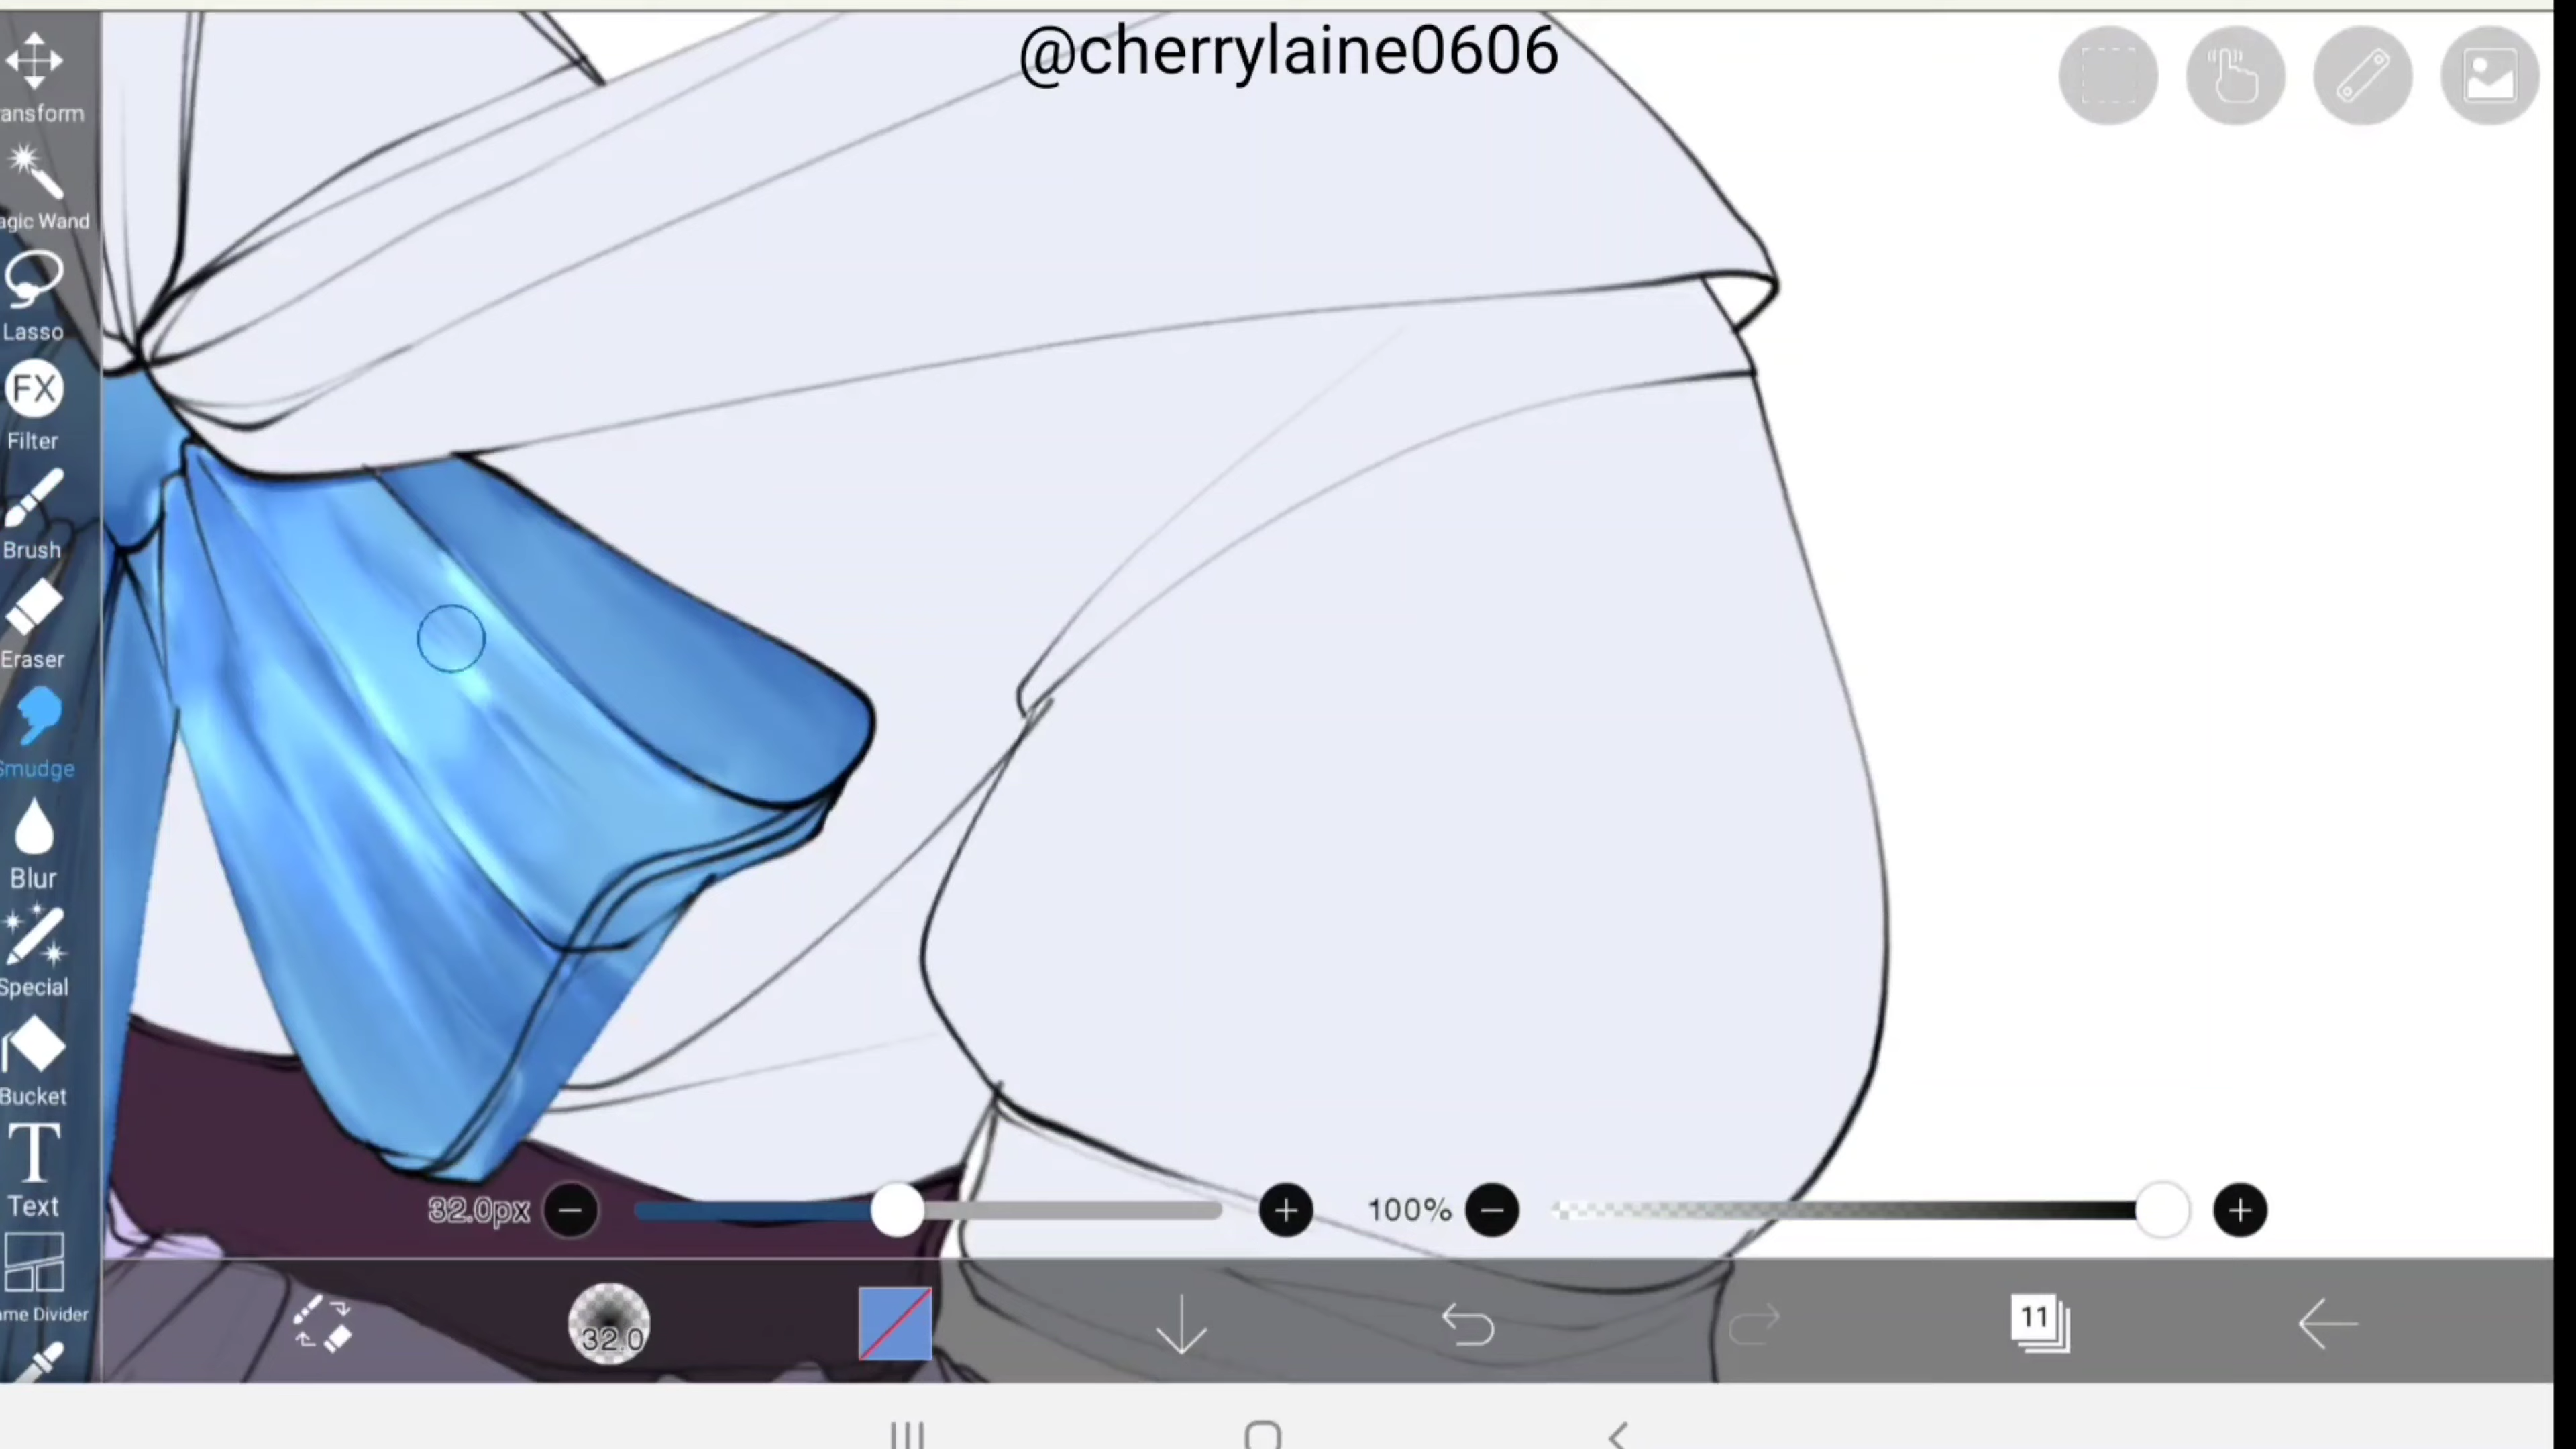 @cherrylaine0606
ansform
agic Wand
Lasso
FX
Filter
Brush
Eraser
Smudge
Blur
Special
Bucket
T
Text
ame Divider
32.0px
100%
32.0
11